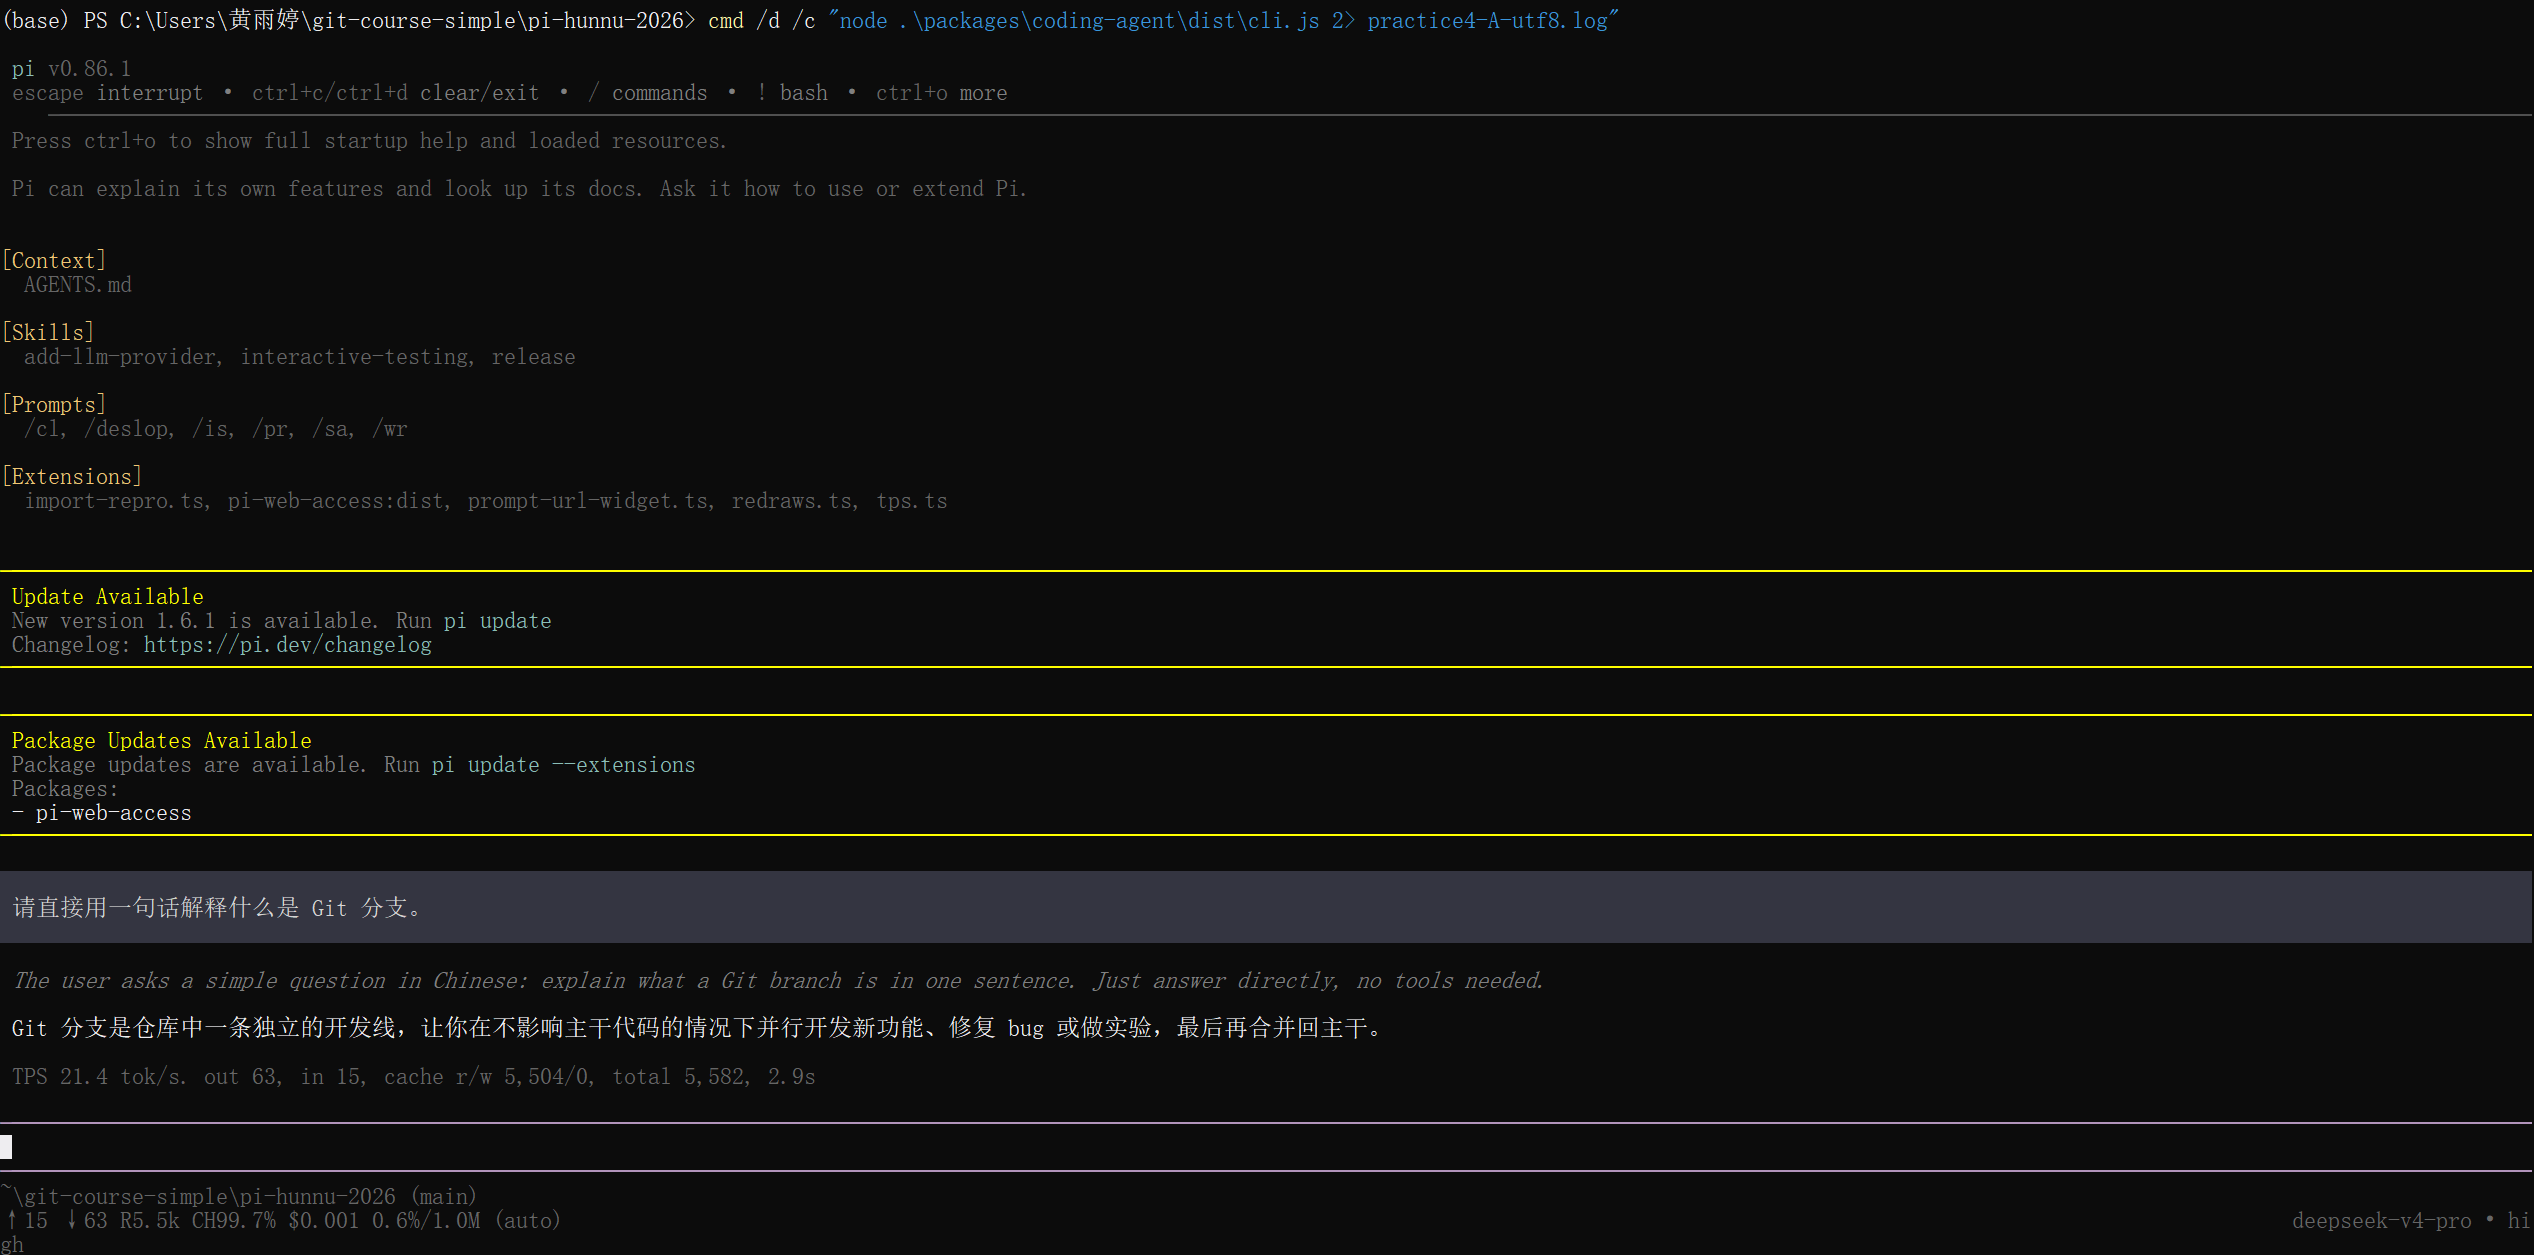 (base) PS C:\Users\黄雨婷\git-course-simple\pi-hunnu-2026> cmd /d /c "node .\packages\coding-agent\dist\cli.js 2> practice4-A-utf8.log"
pi v0.86.1
escape interrupt • ctrl+c/ctrl+d clear/exit • / commands • ! bash • ctrl+o more
Press ctrl+o to show full startup help and loaded resources.
Pi can explain its own features and look up its docs. Ask it how to use or extend Pi.
[Context]
AGENTS.md
[Skills]
add-llm-provider, interactive-testing, release
[Prompts]
/cl, /deslop, /is, /pr, /sa, /wr
[Extensions]
import-repro.ts, pi-web-access:dist, prompt-url-widget.ts, redraws.ts, tps.ts
Update Available
New version 1.6.1 is available. Run pi update
Changelog: https://pi.dev/changelog
Package Updates Available
Package updates are available. Run pi update --extensions
Packages:
- pi-web-access
请直接用一句话解释什么是 Git 分支。
The user asks a simple question in Chinese: explain what a Git branch is in one sentence. Just answer directly, no tools needed.
Git 分支是仓库中一条独立的开发线，让你在不影响主干代码的情况下并行开发新功能、修复 bug 或做实验，最后再合并回主干。
TPS 21.4 tok/s. out 63, in 15, cache r/w 5,504/0, total 5,582, 2.9s
~\git-course-simple\pi-hunnu-2026 (main)
↑15 ↓63 R5.5k CH99.7% $0.001 0.6%/1.0M (auto) deepseek-v4-pro • hi
gh